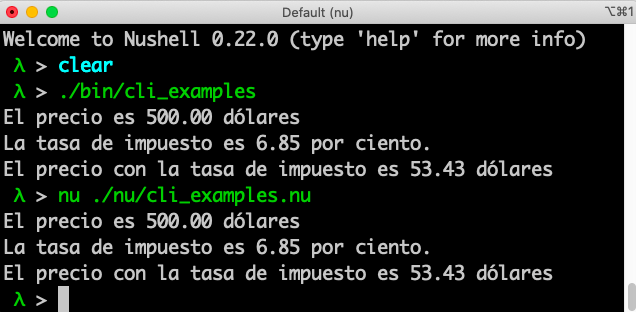 Default (nu)
⌥⌘1
Welcome to Nushell 0.22.0 (type 'help' for more info)
λ > clear
λ > ./bin/cli_examples
El precio es 500.00 dólares
La tasa de impuesto es 6.85 por ciento.
El precio con la tasa de impuesto es 53.43 dólares
λ > nu ./nu/cli_examples.nu
El precio es 500.00 dólares
La tasa de impuesto es 6.85 por ciento.
El precio con la tasa de impuesto es 53.43 dólares
λ >